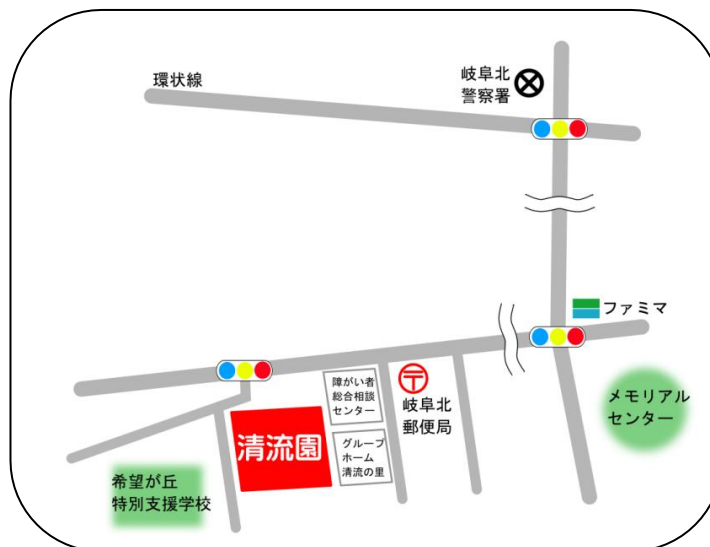 環状線
岐阜北
警察署
ファミマ
メモリアル
センター
障がい者
総合相談
センター
岐阜北
郵便局
清流園
グループ
ホーム
清流の里
希望が丘
特別支援学校